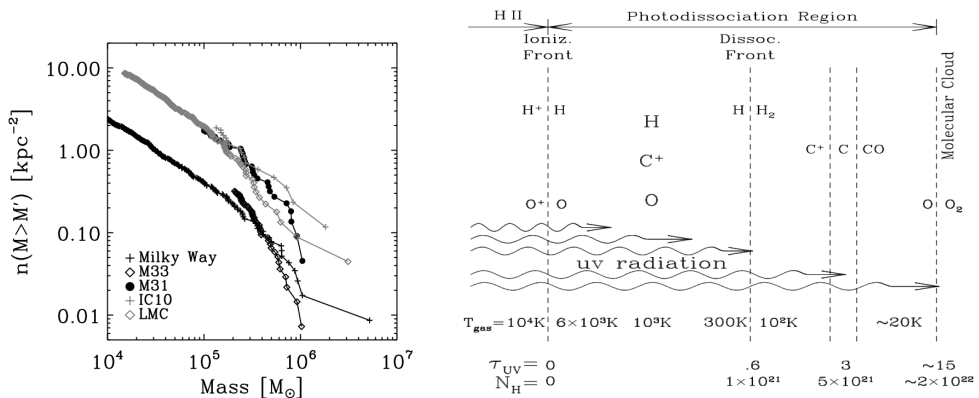 n(M>M') [kpc⁻²]
10.00
1.00
0.10
0.01
Milky Way
M33
M31
IC10
LMC
10⁴ 10⁵ 10⁶ 10⁷
Mass [M⊙]
H II Photodissociation Region
Ioniz. Dissoc.
Front Front
H⁺ H H H₂
H
C⁺ C CO
C⁺
O⁺ O O O O₂
Molecular Cloud
uv radiation
T_gas=10⁴K 6×10³K 10³K 300K 10²K ~20K
τ_UV= 0 .6 3 ~15
N_H= 0 1×10²¹ 5×10²¹ ~2×10²²